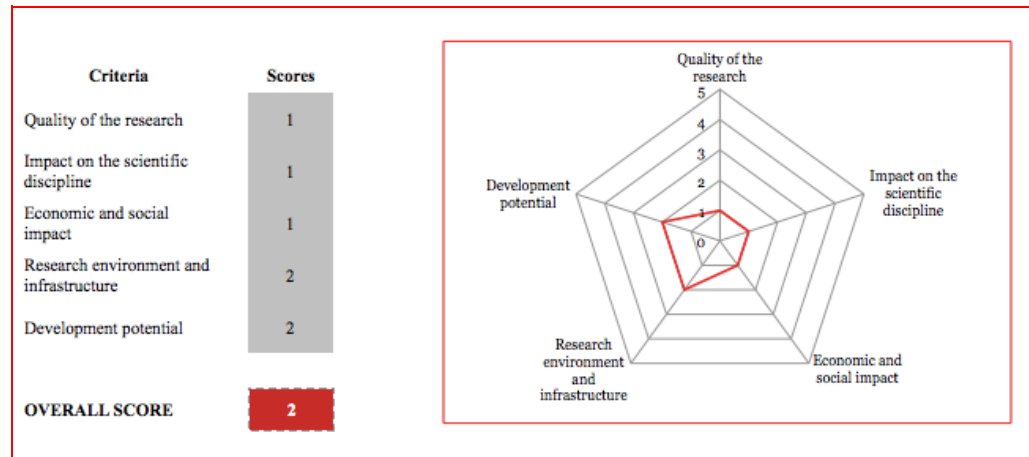 Criteria Scores
Quality of the research 1
Impact on the scientific
discipline 1
Economic and social
impact 1
Research environment and
infrastructure 2
Development potential 2
OVERALL SCORE 2
Quality of the
research
5
4
3
2
1
0
Impact on the
scientific
discipline
Economic and
social impact
Research
environment
and
infrastructure
Development
potential